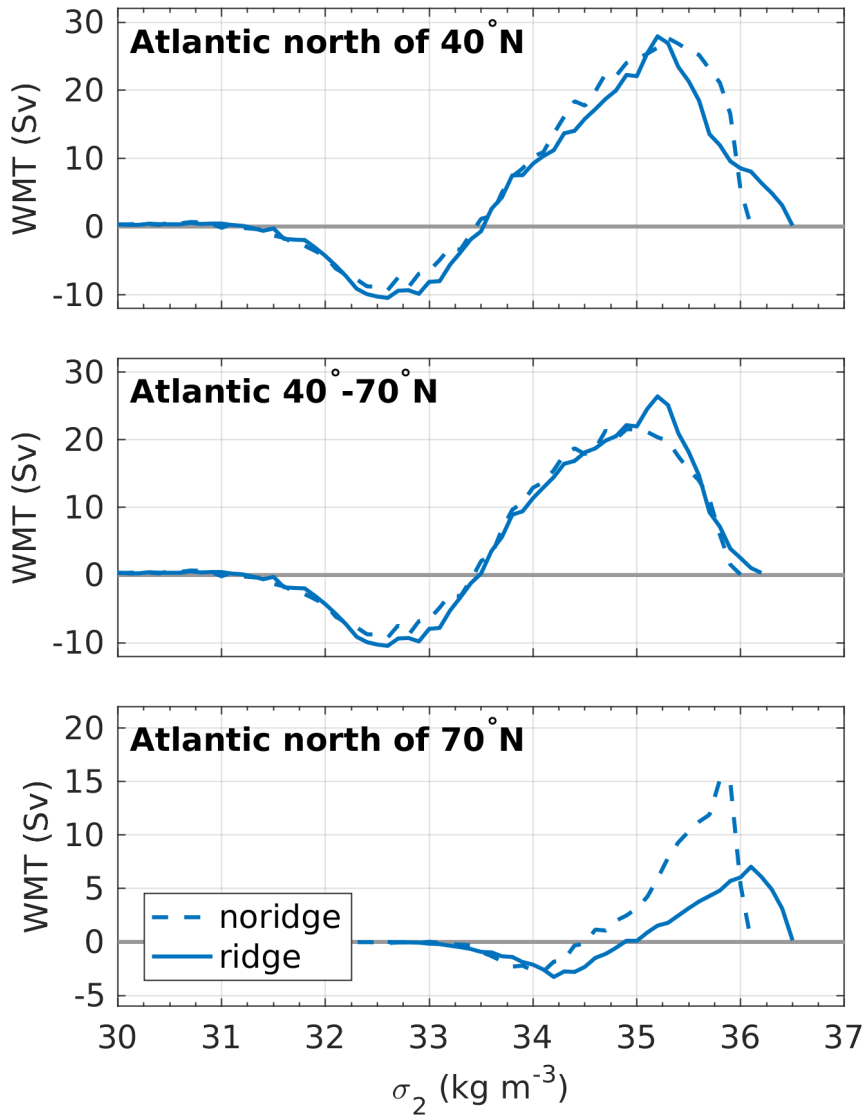 Atlantic north of 40°N
WMT (Sv)
30
20
10
0
-10
Atlantic 40°-70°N
WMT (Sv)
30
20
10
0
-10
Atlantic north of 70°N
WMT (Sv)
20
15
10
5
0
-5
noridge
ridge
30 31 32 33 34 35 36 37
σ₂ (kg m⁻³)